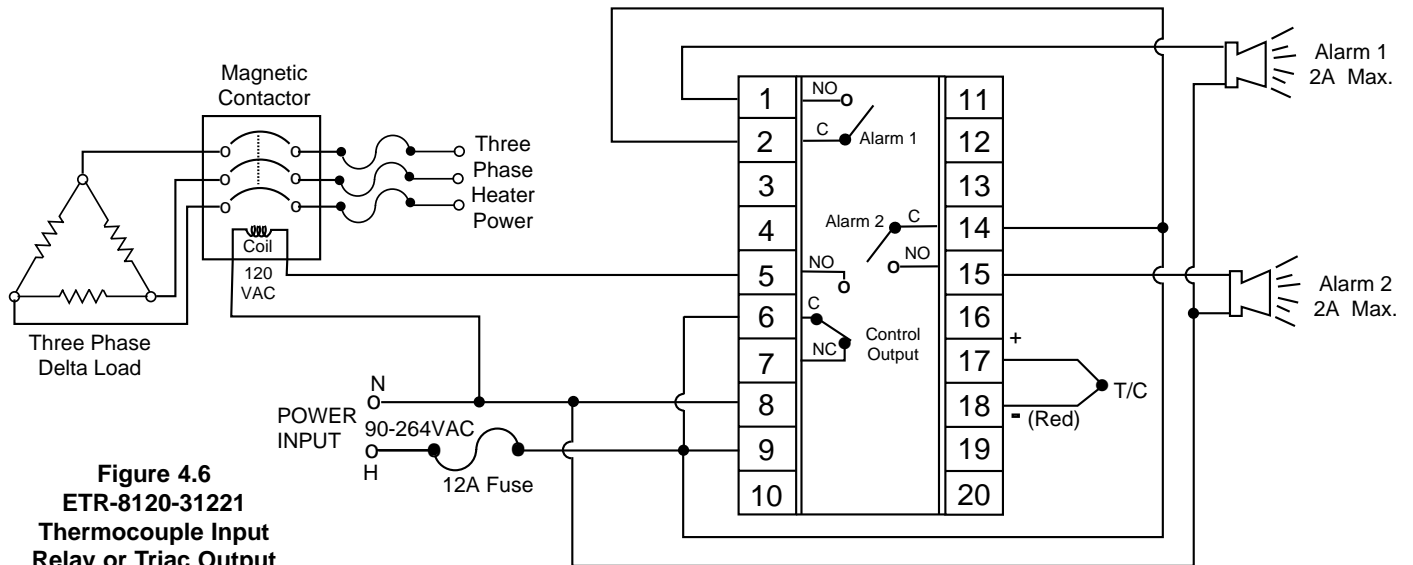 Magnetic
Contactor
Three
Phase
Heater
Power
Coil
120
VAC
Three Phase
Delta Load
N
POWER
INPUT
90-264VAC
H
12A Fuse
Figure 4.6
ETR-8120-31221
Thermocouple Input
Relay or Triac Output
1
2
3
4
5
6
7
8
9
10
NO
C
Alarm 1
Alarm 2
C
NO
NO
C
NC
Control
Output
11
12
13
14
15
16
17
18
19
20
+
T/C
- (Red)
Alarm 1
2A Max.
Alarm 2
2A Max.